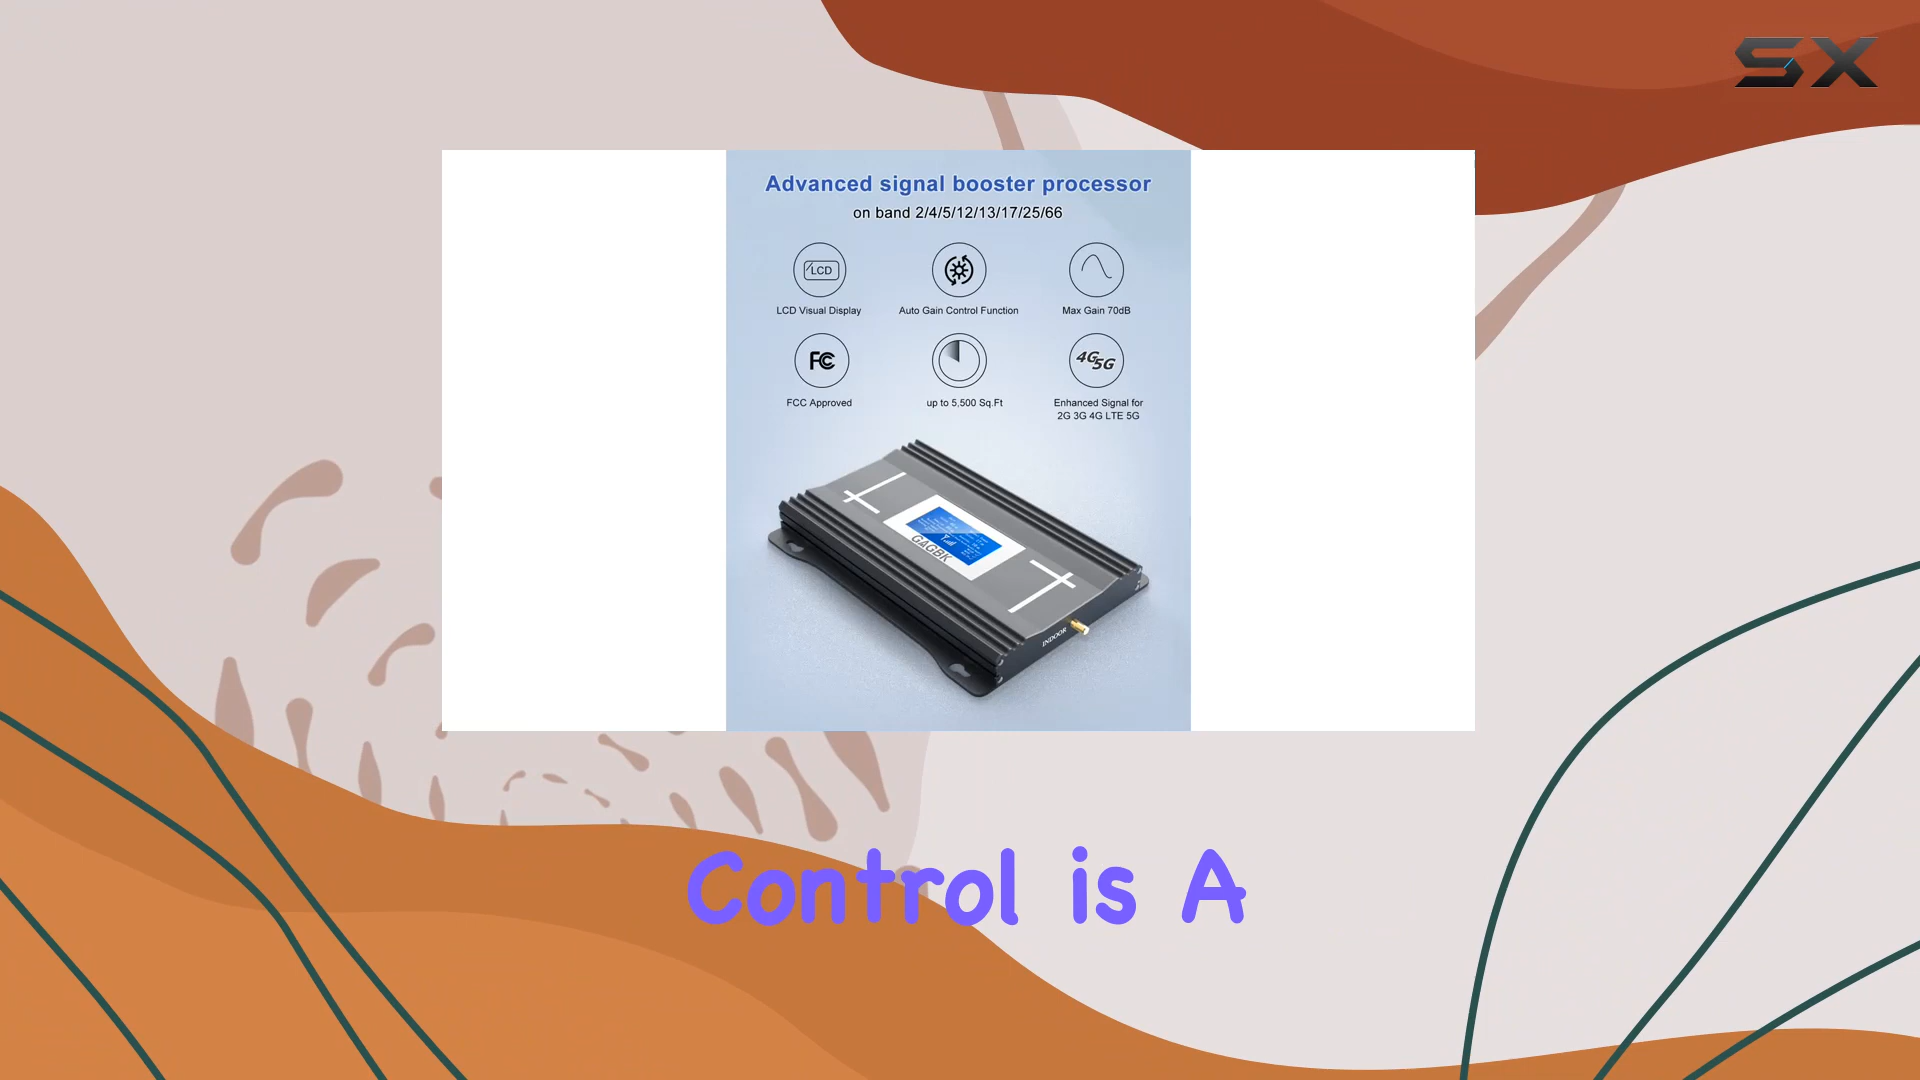 SX
Advanced signal booster processor
on band 2/4/5/12/13/17/25/66
LCD
LCD Visual Display
Auto Gain Control Function
Max Gain 70dB
FC
4G 5G
FCC Approved
up to 5,500 Sq.Ft
Enhanced Signal for
2G 3G 4G LTE 5G
GAGBK
INDOOR
Control is A